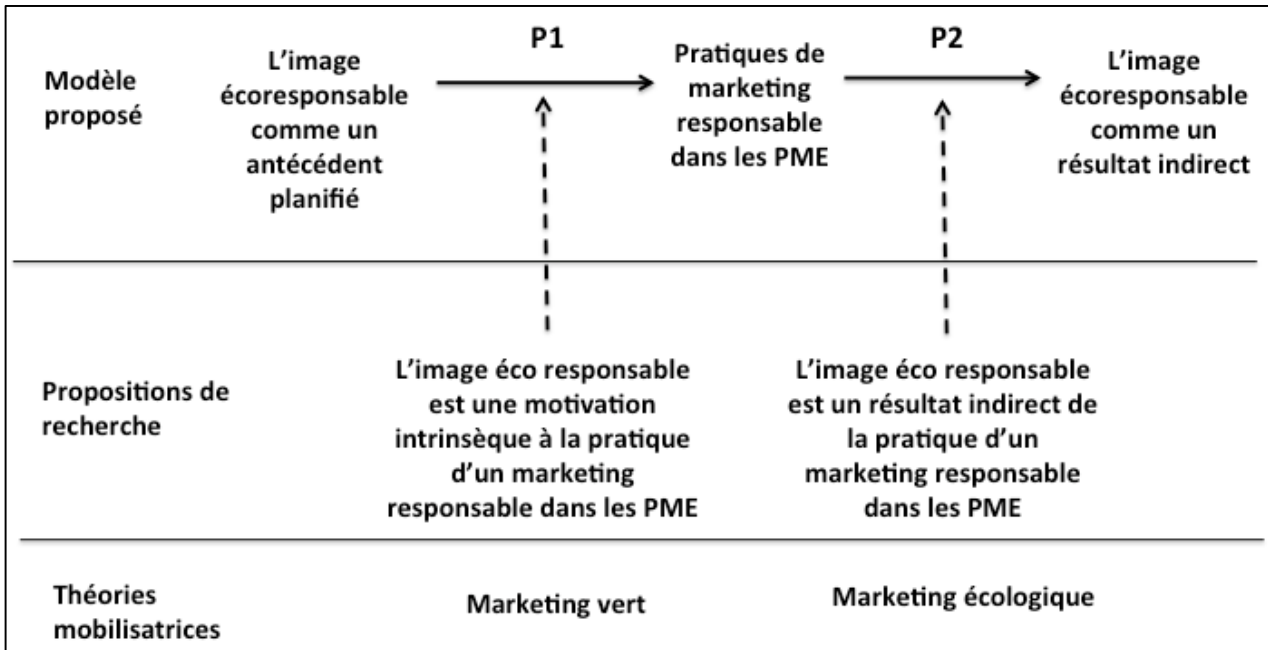 Modèle
proposé
L'image
écoresponsable
comme un
antécédent
planifié
P1
Pratiques de
marketing
responsable
dans les PME
P2
L'image
écoresponsable
comme un
résultat indirect
Propositions de
recherche
L'image éco responsable
est une motivation
intrinsèque à la pratique
d'un marketing
responsable dans les PME
L'image éco responsable
est un résultat indirect de
la pratique d'un
marketing responsable
dans les PME
Théories
mobilisatrices
Marketing vert
Marketing écologique